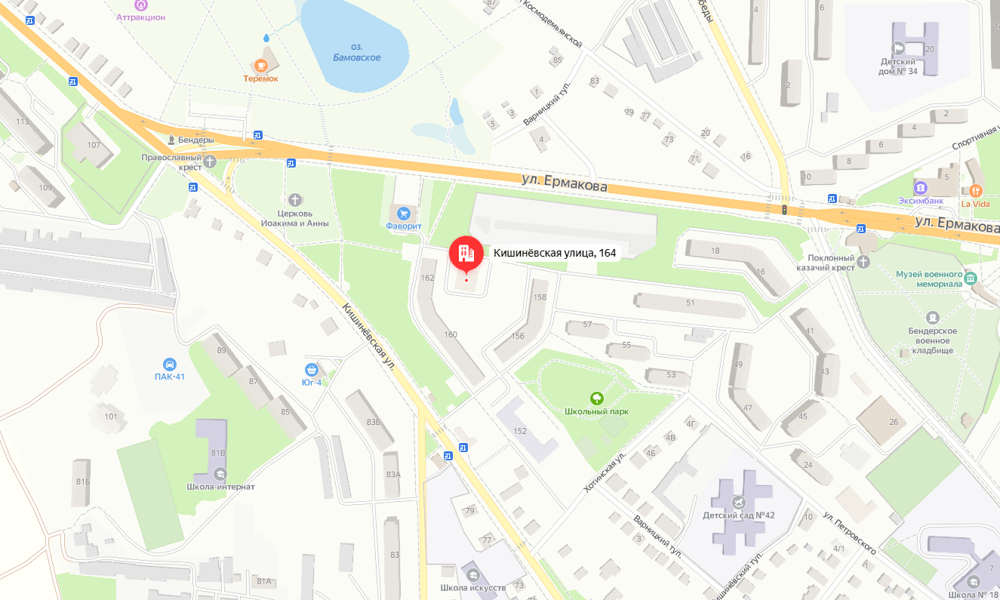 Аттракцион
оз.
Бамовское
Теремок
Космодемьянской
Варницкий туп.
Детский
дом № 34
20
87
85
83
1
3
5
4
79
77
73
71
20
16
4
6
2
2
4
6
8
10
Спортивная у
113
107
109
Бендеры
Православный
крест
Церковь
Иоакима и Анны
Фаворит
ул. Ермакова
Эксимбанк
5
La Vida
ул. Ермакова
Кишинёвская улица, 164
18
16
Поклонный
казачий крест
Музей военного
мемориала
Бендерское
военное
кладбище
162
160
158
156
51
57
55
53
41
43
49
47
45
Кишинёвская ул.
89
87
85
ПАК-41
Юг-4
101
83Б
Школьный парк
152
26
24
4Г
4В
4Б
Хотинская ул.
81В
Школа-интернат
81Б
83А
79
77
83
81А
Школа искусств
73
Детский сад №42
Варницкий туп.
3
10
ул. Петровского
4/1
Кишинёвский туп.
7
Школа № 18